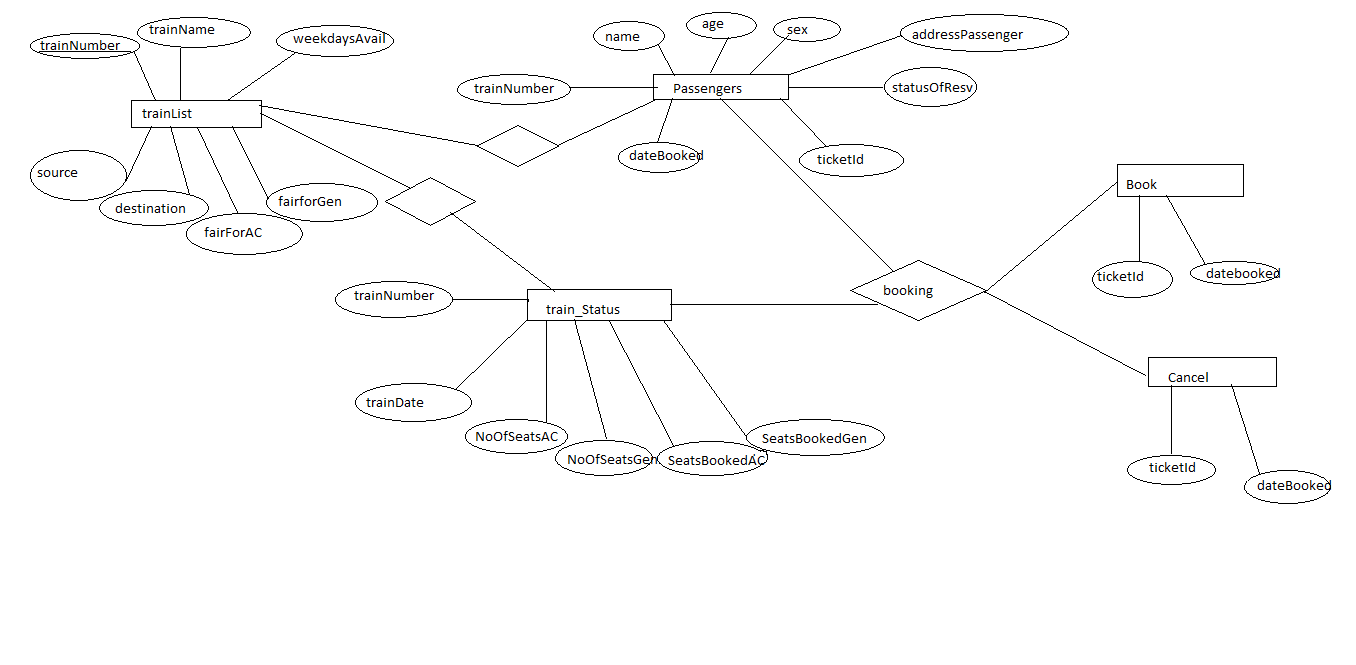 trainNumber
trainName
weekdaysAvail
trainList
source
destination
fairForAC
fairforGen
name
age
sex
addressPassenger
trainNumber
Passengers
statusOfResv
dateBooked
ticketId
Book
ticketId
datebooked
booking
trainNumber
train_Status
trainDate
NoOfSeatsAC
NoOfSeatsGen
SeatsBookedAC
SeatsBookedGen
Cancel
ticketId
dateBooked